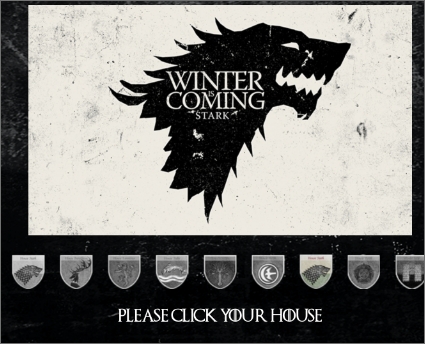 WINTER
IS
COMING
STARK
PLEASE CLICK YOUR HOUSE